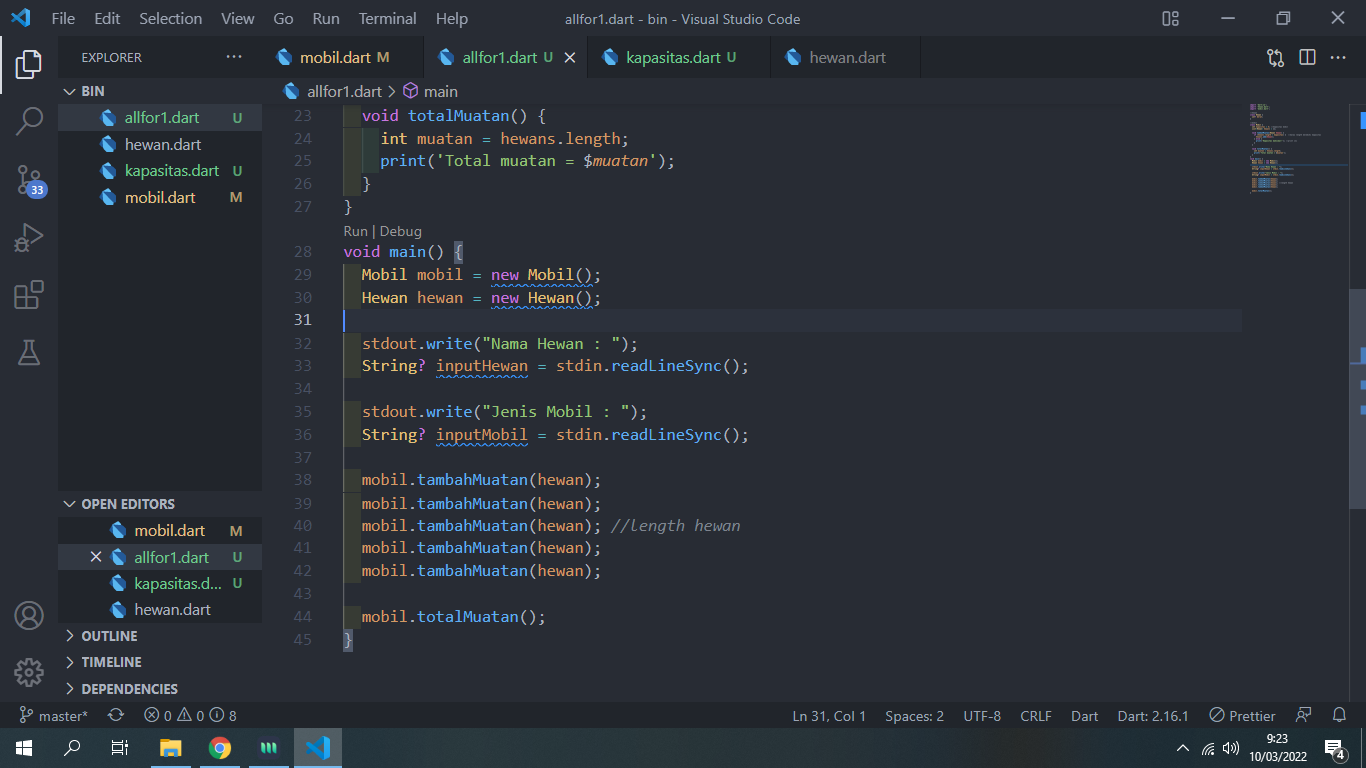 File Edit Selection View Go Run Terminal Help allfor1.dart - bin - Visual Studio Code
EXPLORER ···
mobil.dart M allfor1.dart U kapasitas.dart U hewan.dart
BIN
allfor1.dart U
hewan.dart
kapasitas.dart U
mobil.dart M
33
OPEN EDITORS
mobil.dart M
allfor1.dart U
kapasitas.d... U
hewan.dart
OUTLINE
TIMELINE
DEPENDENCIES
allfor1.dart > main
23 void totalMuatan() {
24 int muatan = hewans.length;
25 print('Total muatan = $muatan');
26 }
27 }
Run | Debug
28 void main() {
29 Mobil mobil = new Mobil();
30 Hewan hewan = new Hewan();
31
32 stdout.write("Nama Hewan : ");
33 String? inputHewan = stdin.readLineSync();
34
35 stdout.write("Jenis Mobil : ");
36 String? inputMobil = stdin.readLineSync();
37
38 mobil.tambahMuatan(hewan);
39 mobil.tambahMuatan(hewan);
40 mobil.tambahMuatan(hewan); //length hewan
41 mobil.tambahMuatan(hewan);
42 mobil.tambahMuatan(hewan);
43
44 mobil.totalMuatan();
45 }
master* 0 0 8 Ln 31, Col 1 Spaces: 2 UTF-8 CRLF Dart Dart: 2.16.1 Prettier
9:23
10/03/2022
4